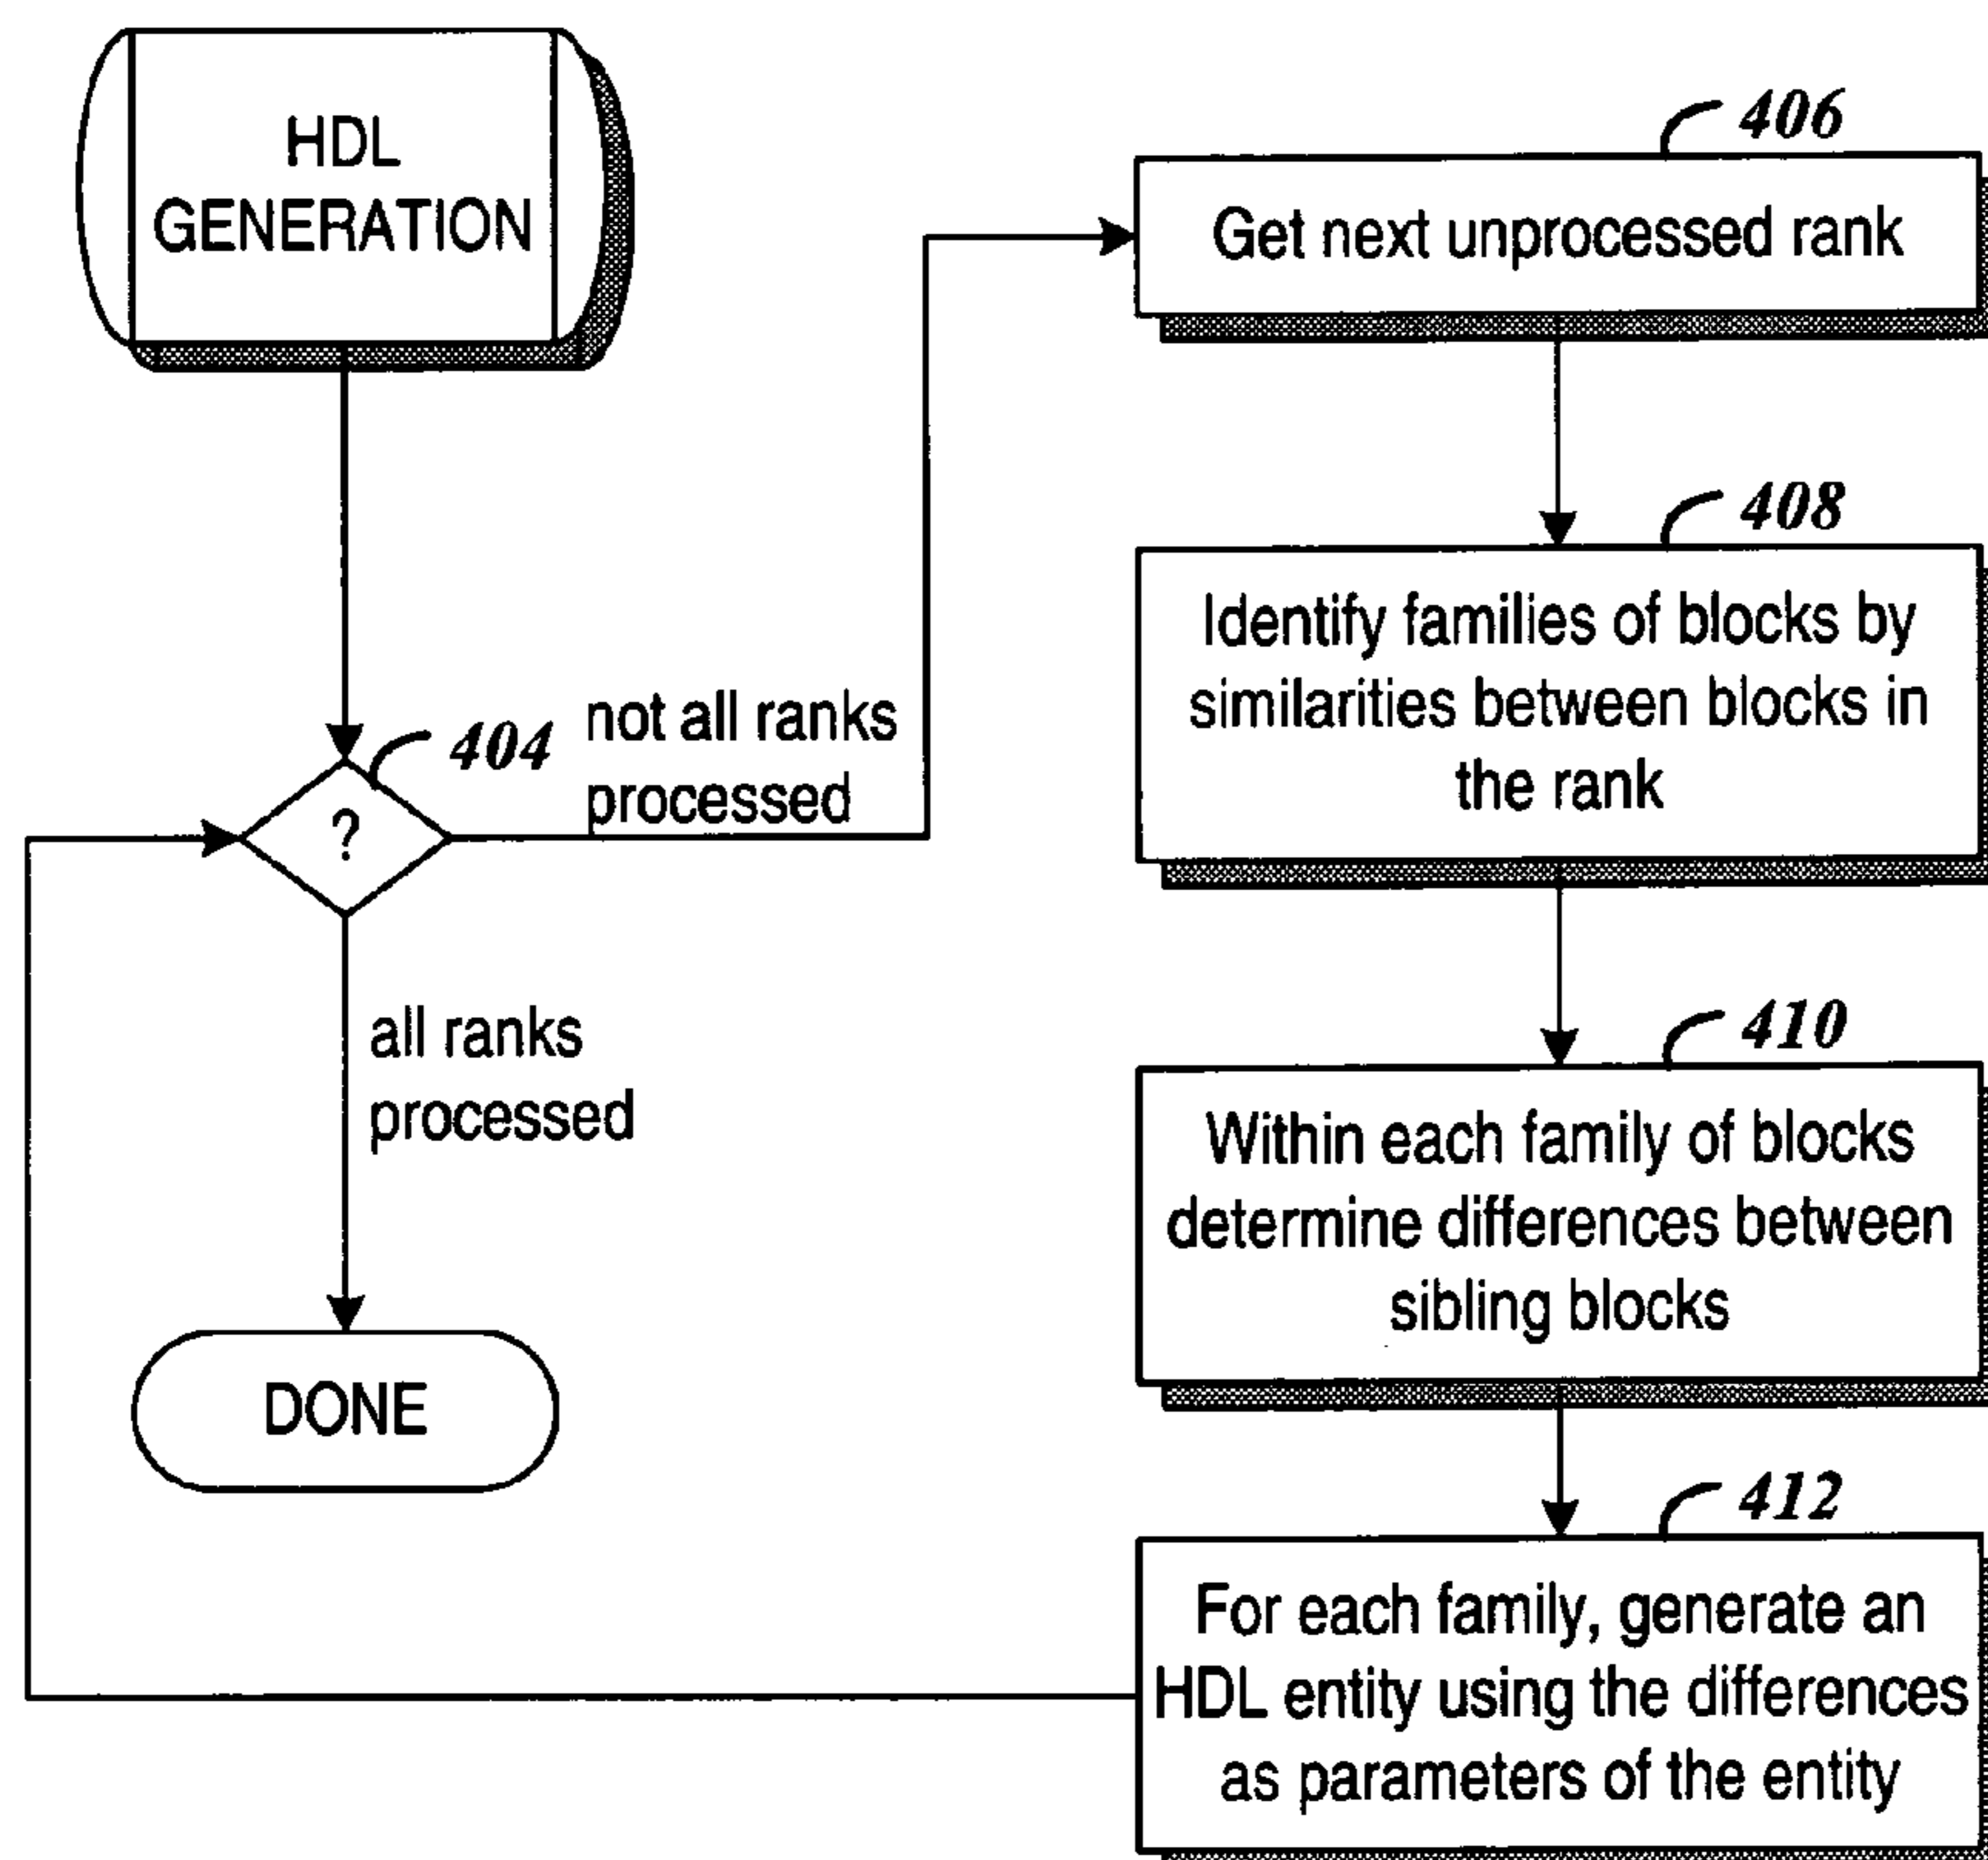 HDL
GENERATION
404
?
not all ranks
processed
all ranks
processed
DONE
406
Get next unprocessed rank
408
Identify families of blocks by
similarities between blocks in
the rank
410
Within each family of blocks
determine differences between
sibling blocks
412
For each family, generate an
HDL entity using the differences
as parameters of the entity